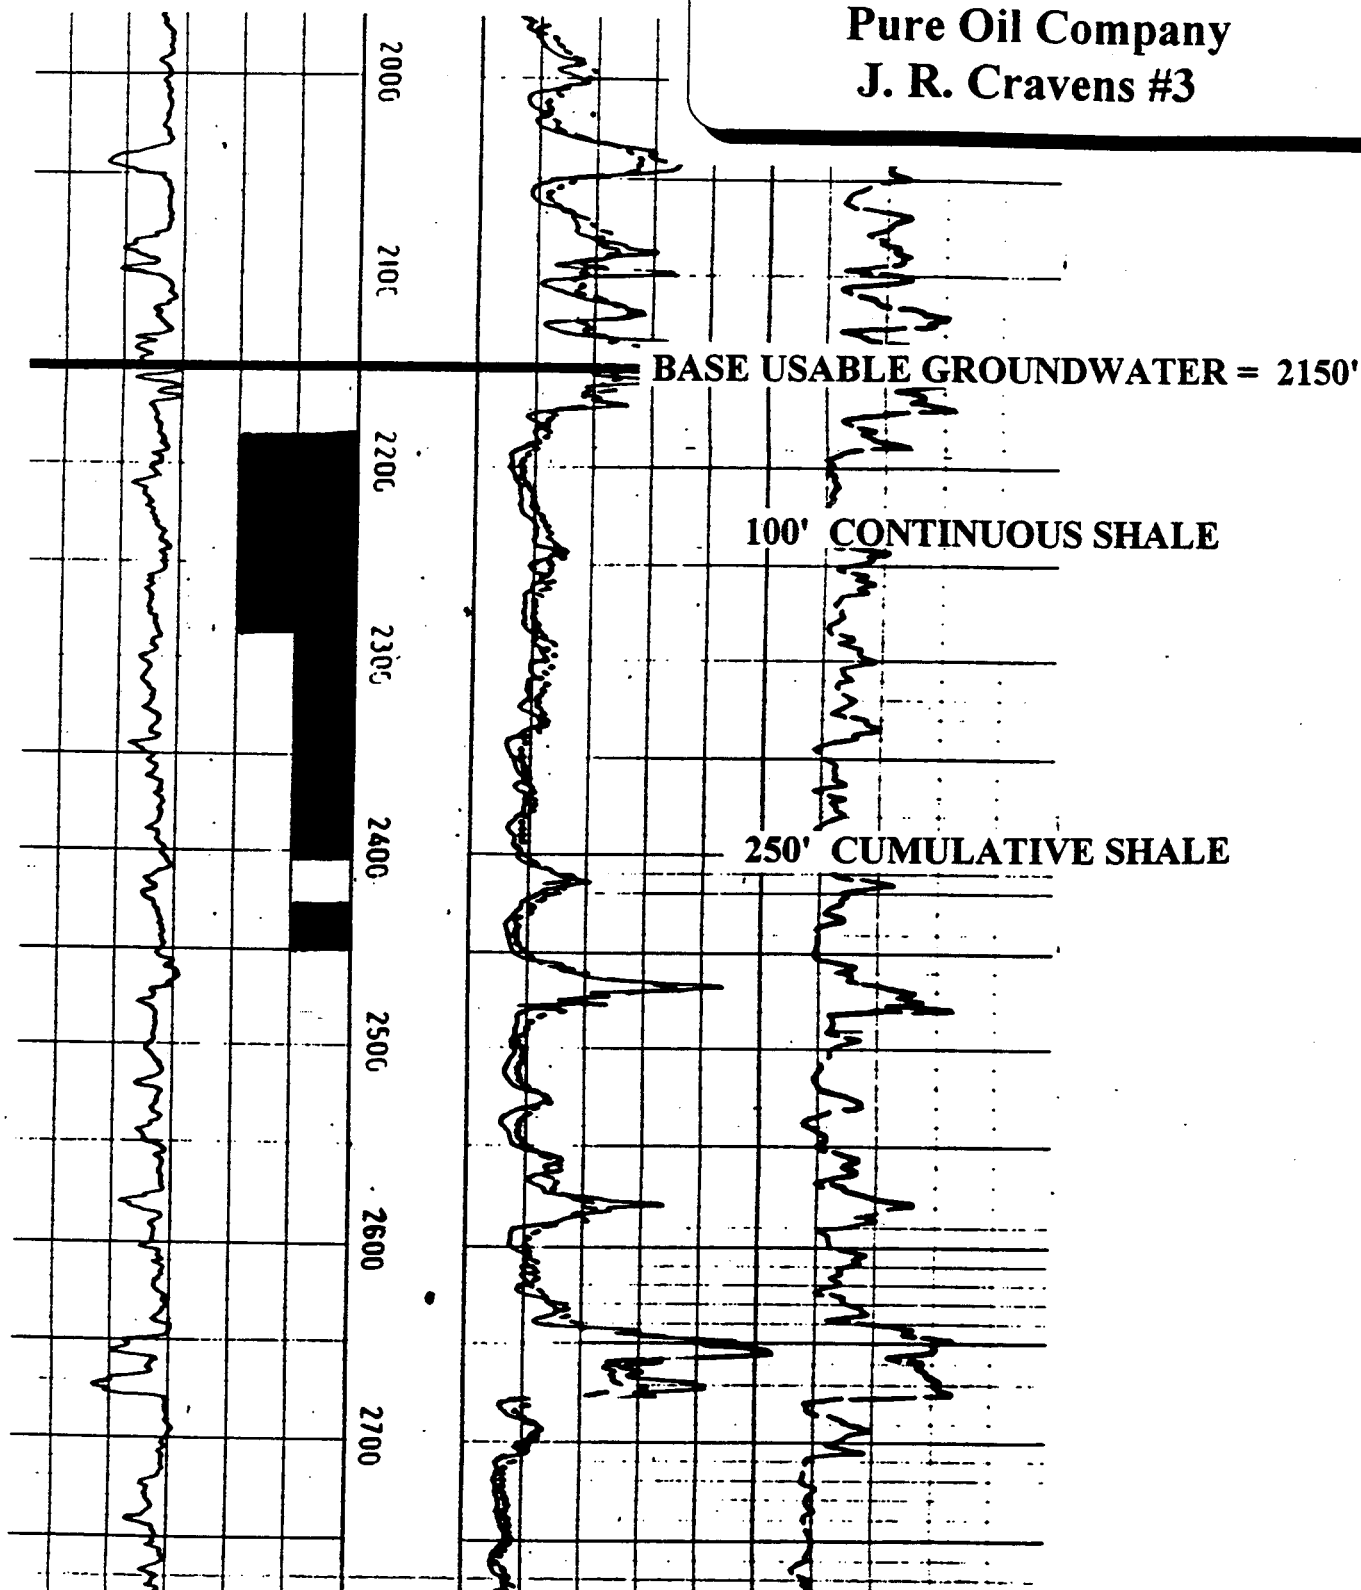 Pure Oil Company
J. R. Cravens #3
2000
2100
BASE USABLE GROUNDWATER = 2150'
2200
100' CONTINUOUS SHALE
2300
2400
250' CUMULATIVE SHALE
2500
2600
2700